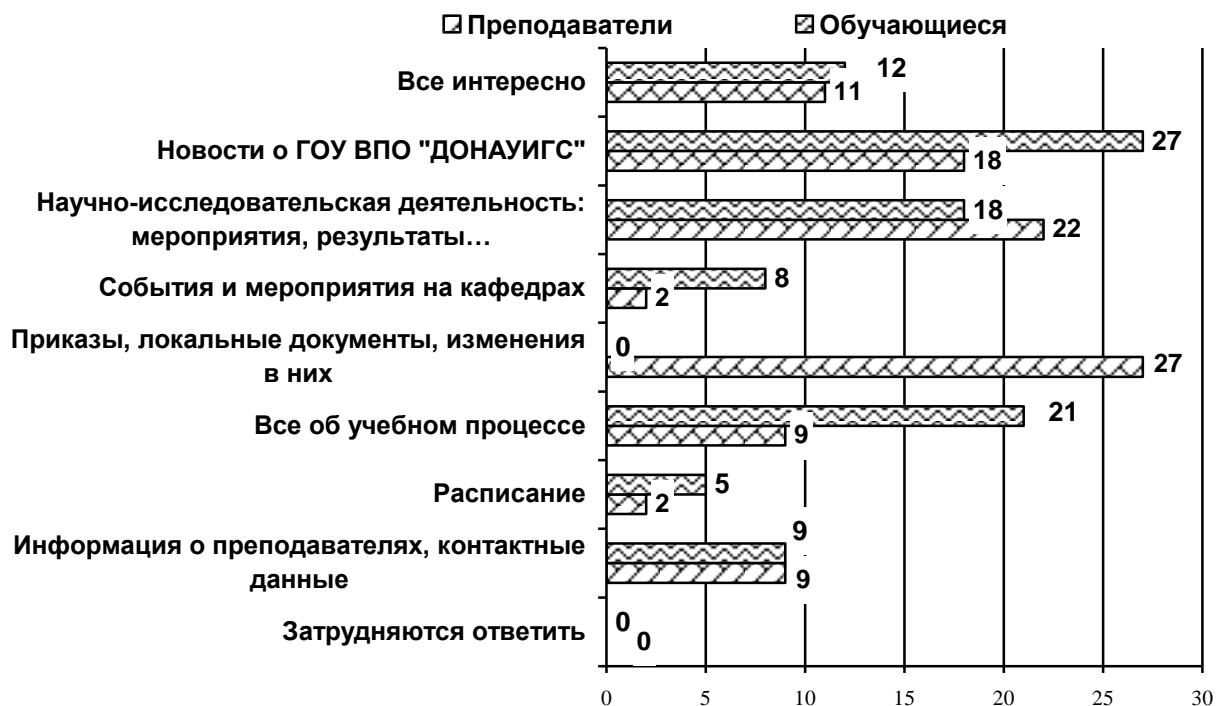 Преподаватели Обучающиеся
Все интересно
12
11
Новости о ГОУ ВПО "ДОНАУИГС"
27
18
Научно-исследовательская деятельность:
мероприятия, результаты…
18
22
События и мероприятия на кафедрах
8
2
Приказы, локальные документы, изменения
в них
0
27
Все об учебном процессе
21
9
Расписание
5
2
Информация о преподавателях, контактные
данные
9
9
Затрудняются ответить
0
0
0 5 10 15 20 25 30